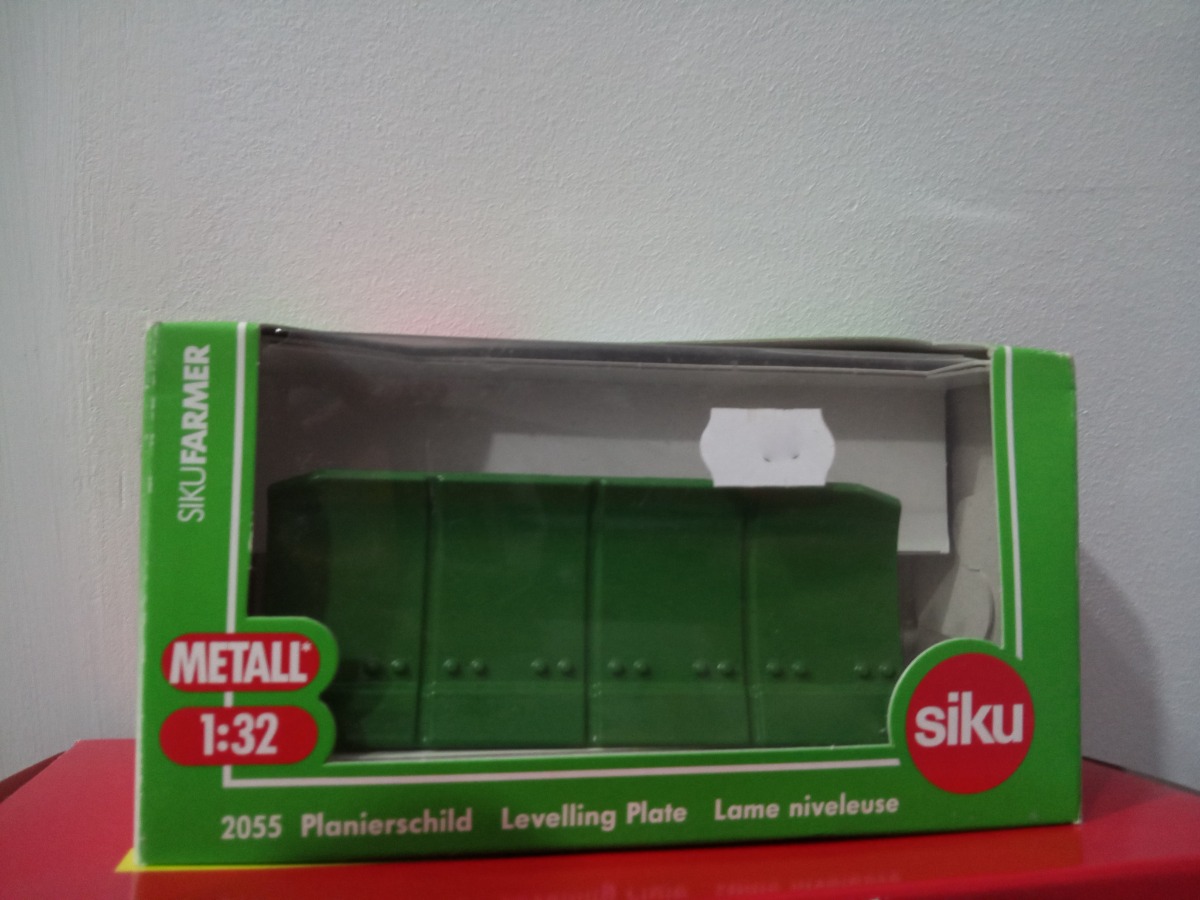 SIKUFARMER
METALL*
1:32
siku
2055 Planierschild Levelling Plate Lame niveleuse